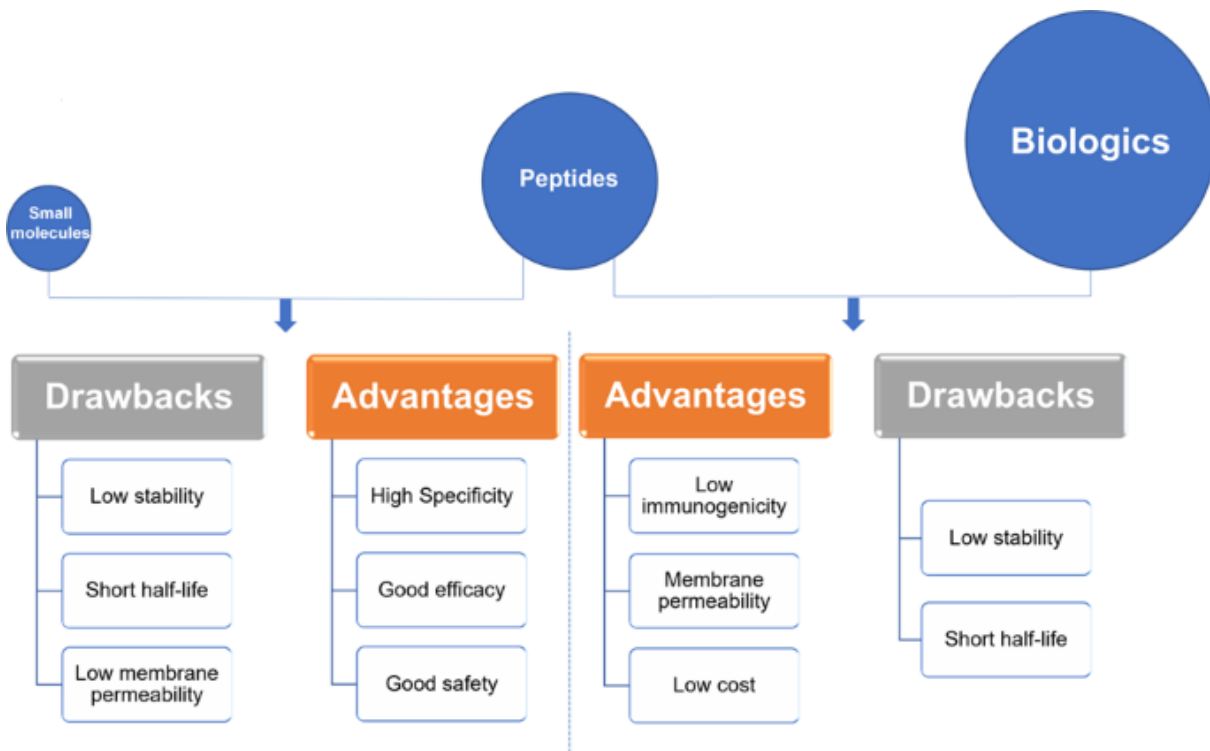 Biologics
Peptides
Small
molecules
Drawbacks
Advantages
Advantages
Drawbacks
Low stability
Short half-life
Low membrane
permeability
High Specificity
Good efficacy
Good safety
Low
immunogenicity
Membrane
permeability
Low cost
Low stability
Short half-life